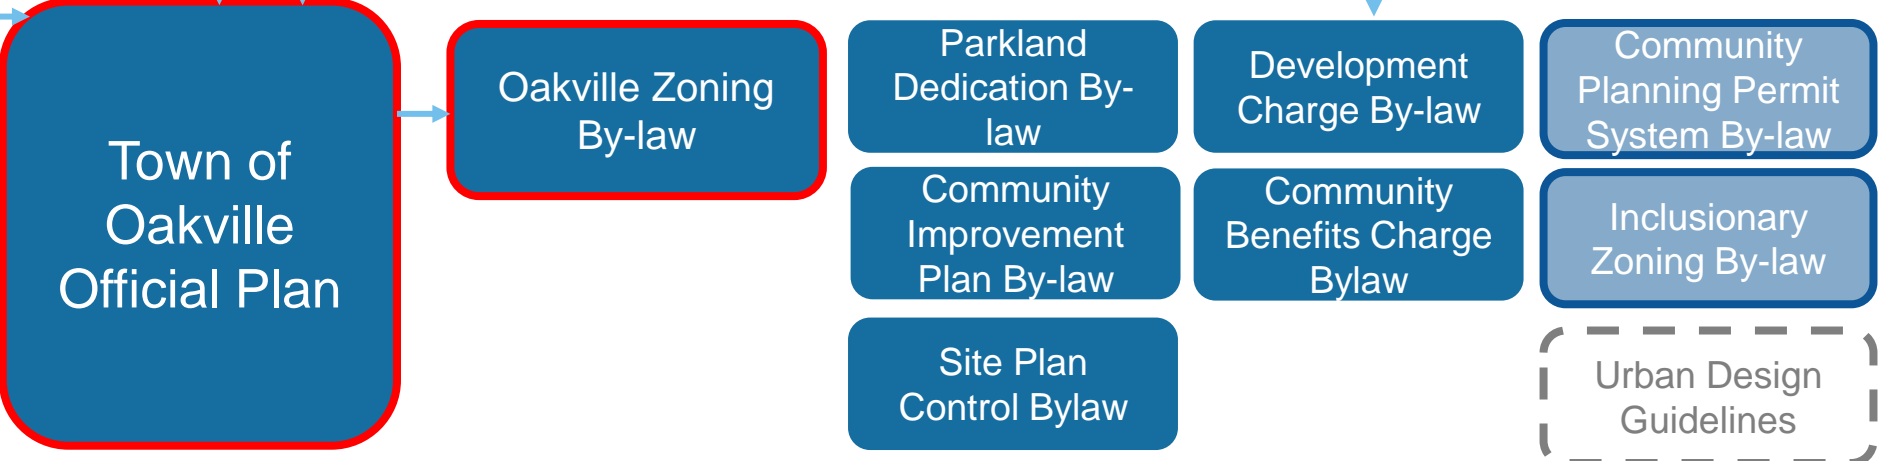 Town of
Oakville
Official Plan
Oakville Zoning
By-law
Parkland
Dedication By-
law
Development
Charge By-law
Community
Planning Permit
System By-law
Community
Improvement
Plan By-law
Community
Benefits Charge
Bylaw
Inclusionary
Zoning By-law
Site Plan
Control Bylaw
Urban Design
Guidelines